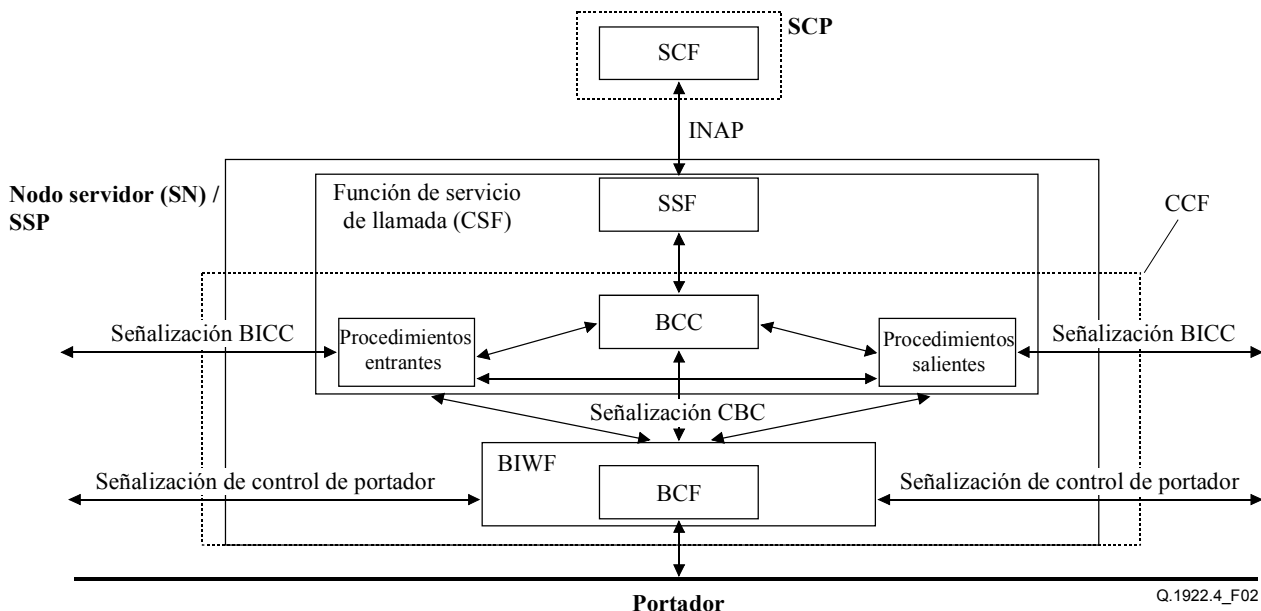 SCP
SCF
INAP
Nodo servidor (SN) /
SSP
Función de servicio
de llamada (CSF)
SSF
CCF
Señalización BICC
Procedimientos
entrantes
BCC
Procedimientos
salientes
Señalización BICC
Señalización CBC
BIWF
Señalización de control de portador
BCF
Señalización de control de portador
Portador
Q.1922.4_F02